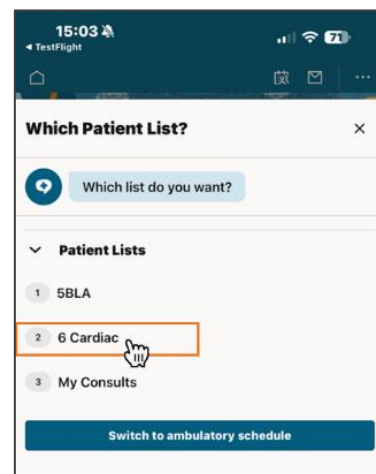 15:03
71
◀ TestFlight
Which Patient List?
Which list do you want?
Patient Lists
1 5BLA
2 6 Cardiac
3 My Consults
Switch to ambulatory schedule